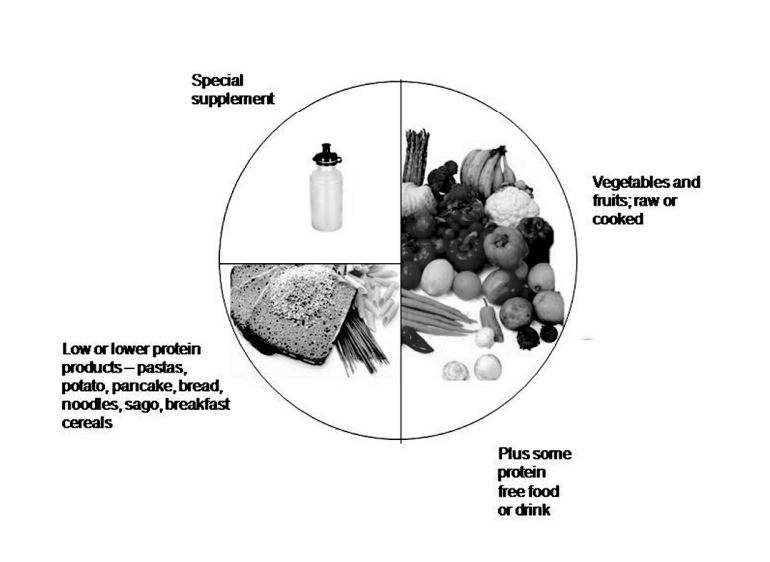 Special
supplement
Vegetables and
fruits; raw or
cooked
Low or lower protein
products – pastas,
potato, pancake, bread,
noodles, sago, breakfast
cereals
Plus some
protein
free food
or drink